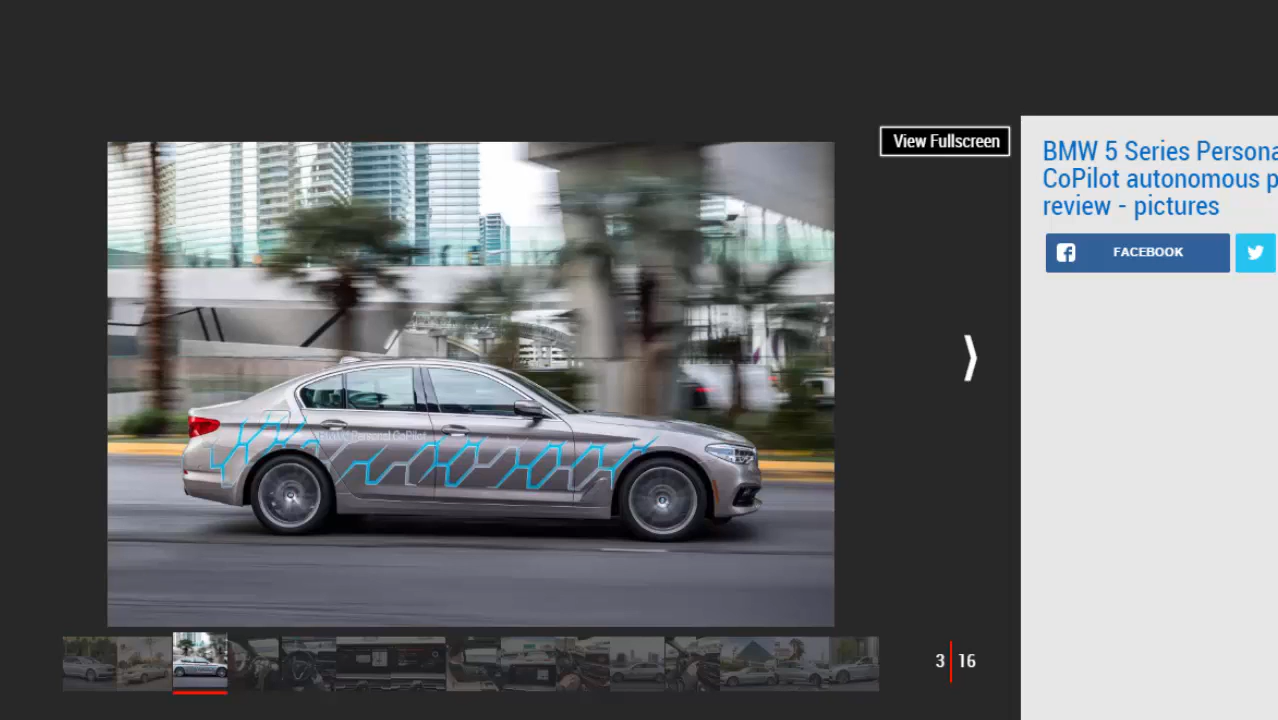 View Fullscreen
BMW 5 Series Persona
CoPilot autonomous p
review - pictures
FACEBOOK
BMW Personal CoPilot
3 16